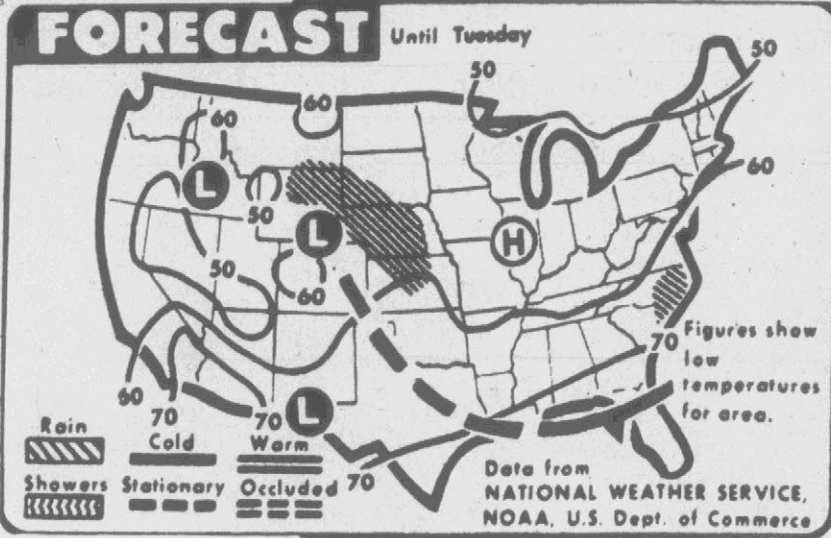 FORECAST
Until Tuesday
50
50
60
60
60
L
50
L
H
50
60
60
70
70
L
70
70
Figures show
low
temperatures
for area.
Rain
Cold
Warm
Showers
Stationary
Occluded
Data from
NATIONAL WEATHER SERVICE,
NOAA, U.S. Dept. of Commerce